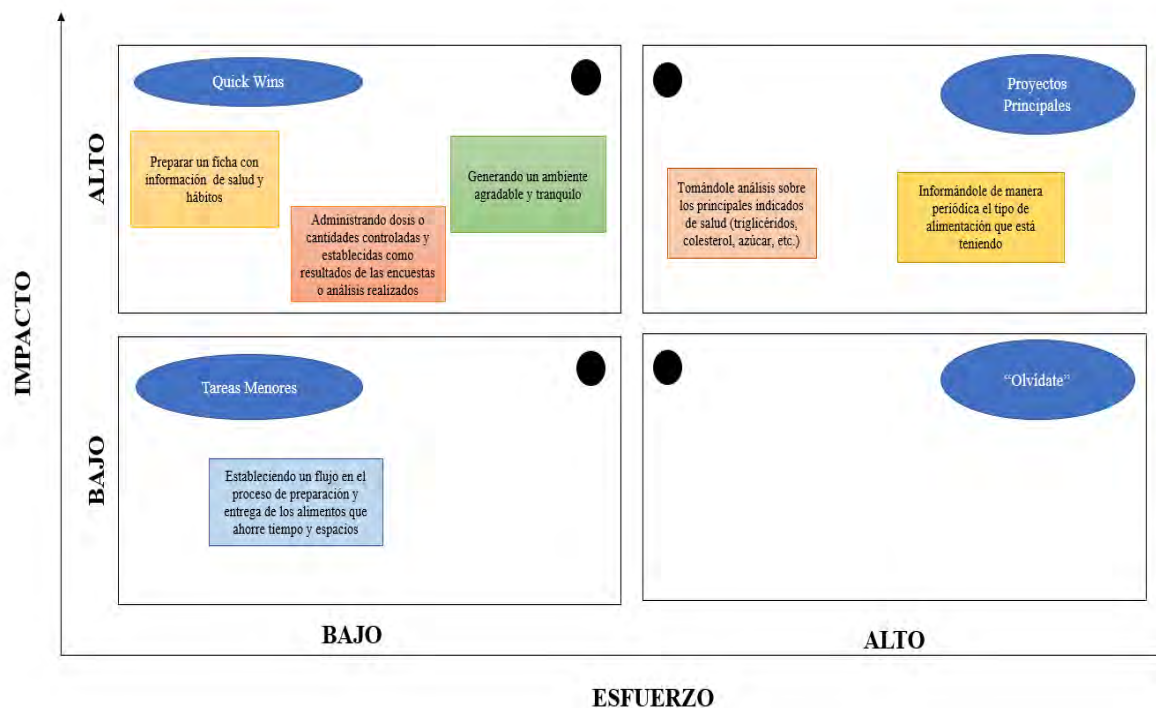 Quick Wins
Proyectos
Principales
ALTO
Preparar un ficha con
información de salud y
hábitos
Administrando dosis o
cantidades controladas y
establecidas como
resultados de las encuestas
o análisis realizados
Generando un ambiente
agradable y tranquilo
Tomándole análisis sobre
los principales indicados
de salud (triglicéridos,
colesterol, azúcar, etc.)
Informándole de manera
periódica el tipo de
alimentación que está
teniendo
IMPACTO
Tareas Menores
“Olvídate”
BAJO
Estableciendo un flujo en el
proceso de preparación y
entrega de los alimentos que
ahorre tiempo y espacios
BAJO
ALTO
ESFUERZO